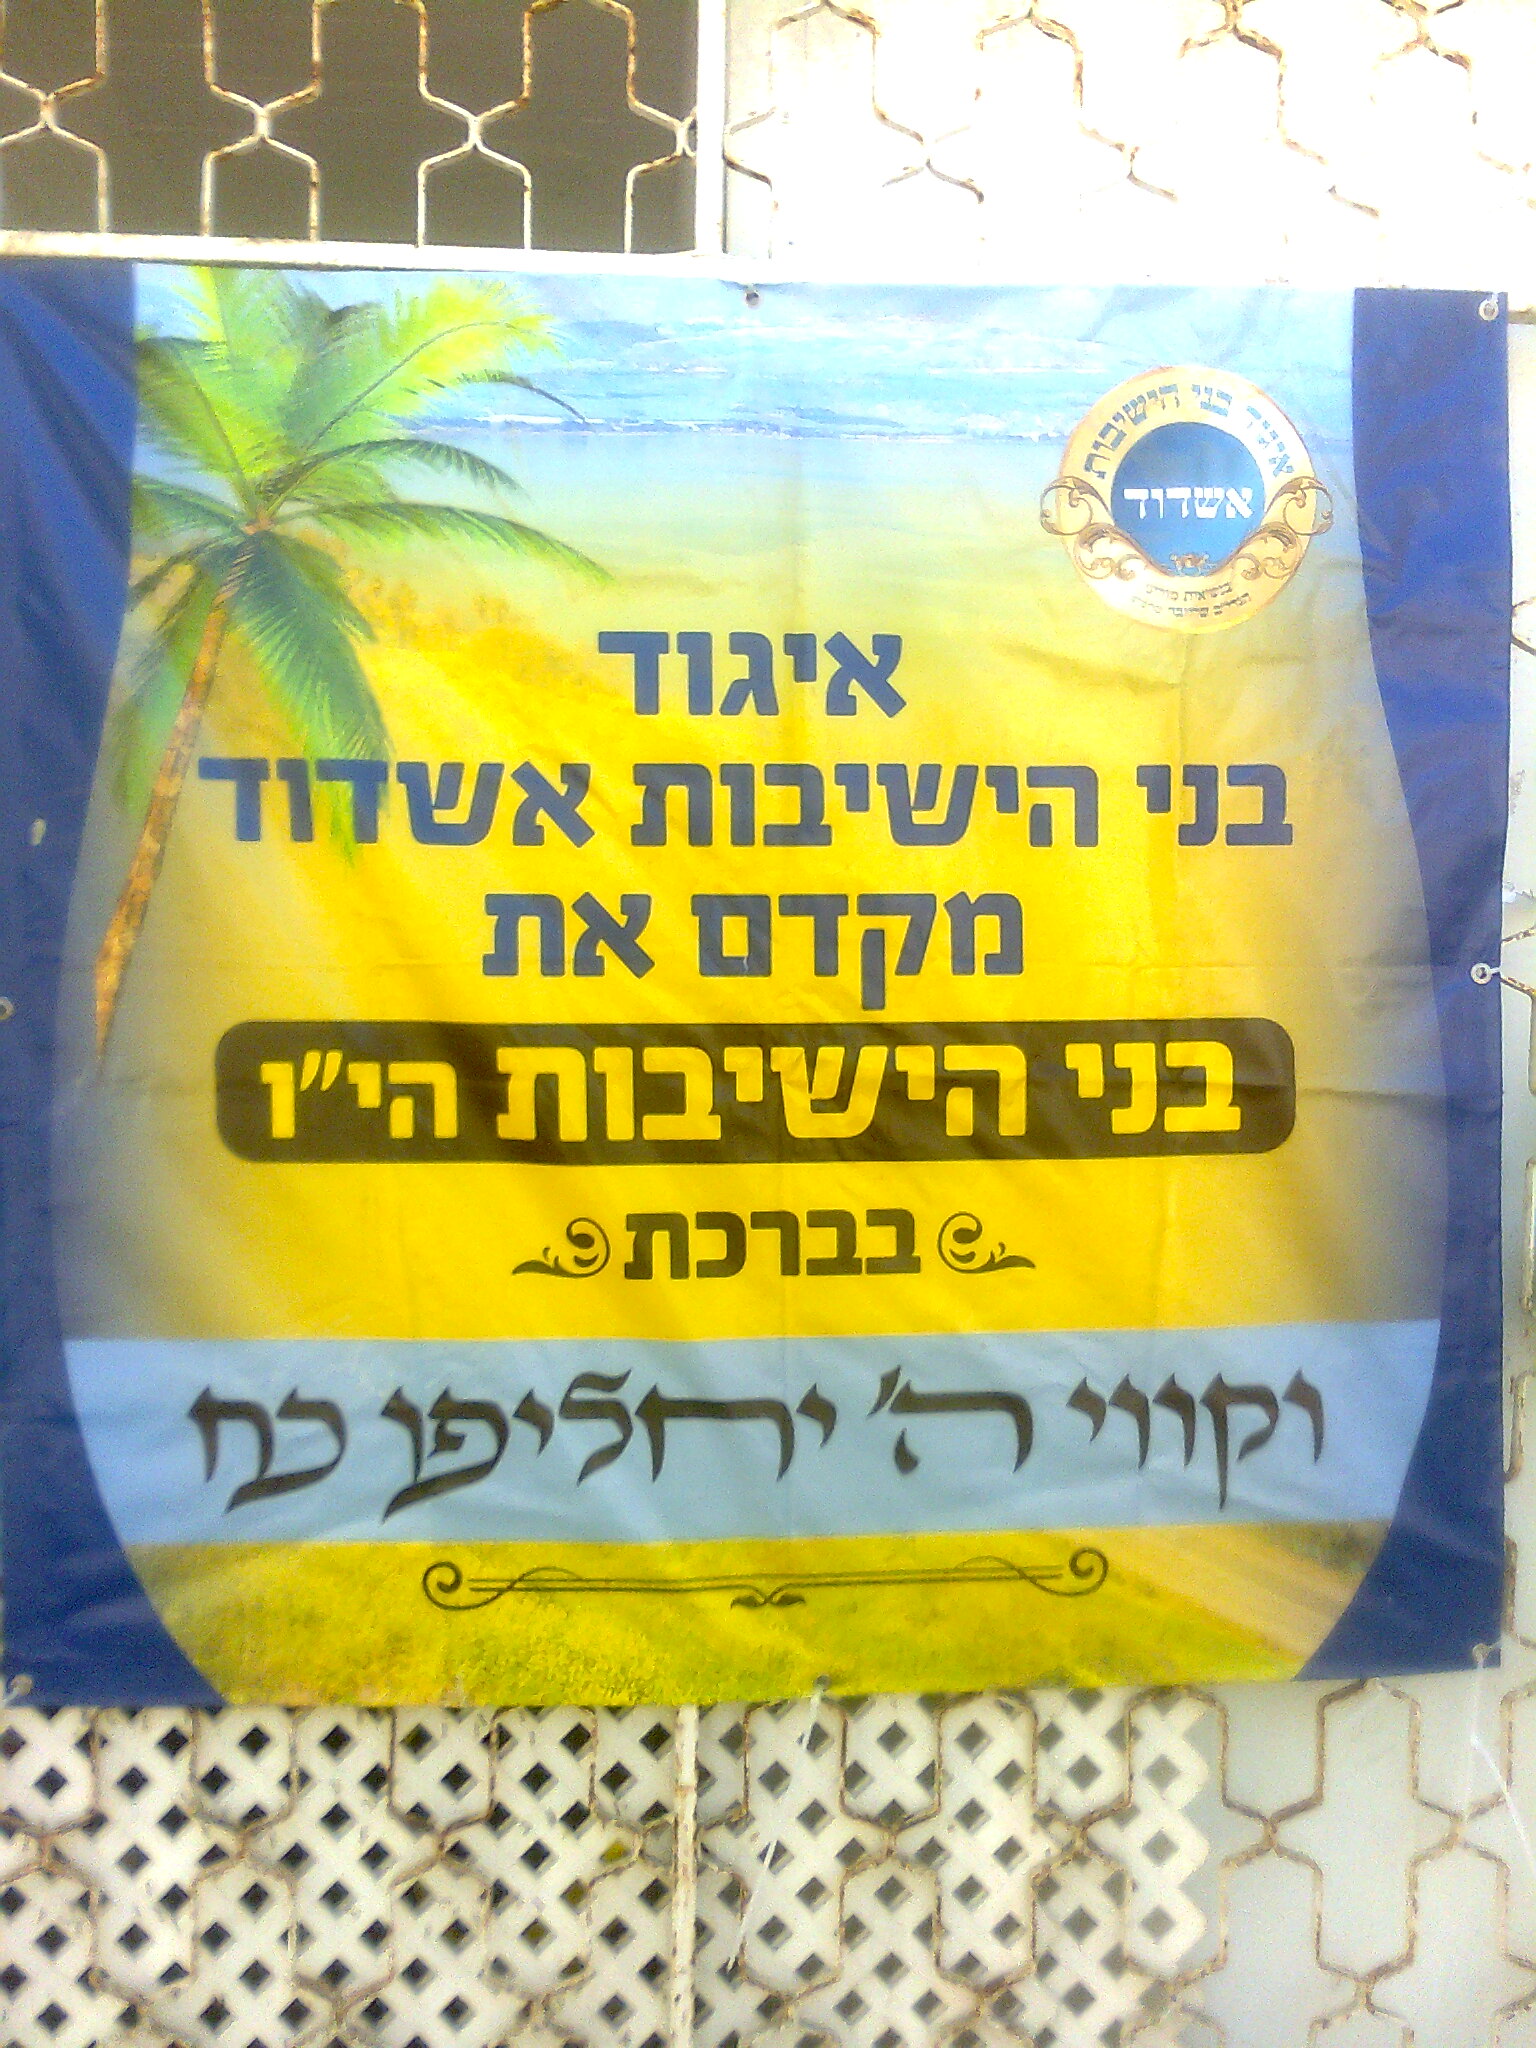 איגוד בני הישיבות
אשדוד
איגוד
בני הישיבות אשדוד
מקדם את
בני הישיבות הי"ו
בברכת
וקווי ה' יחליפו כח